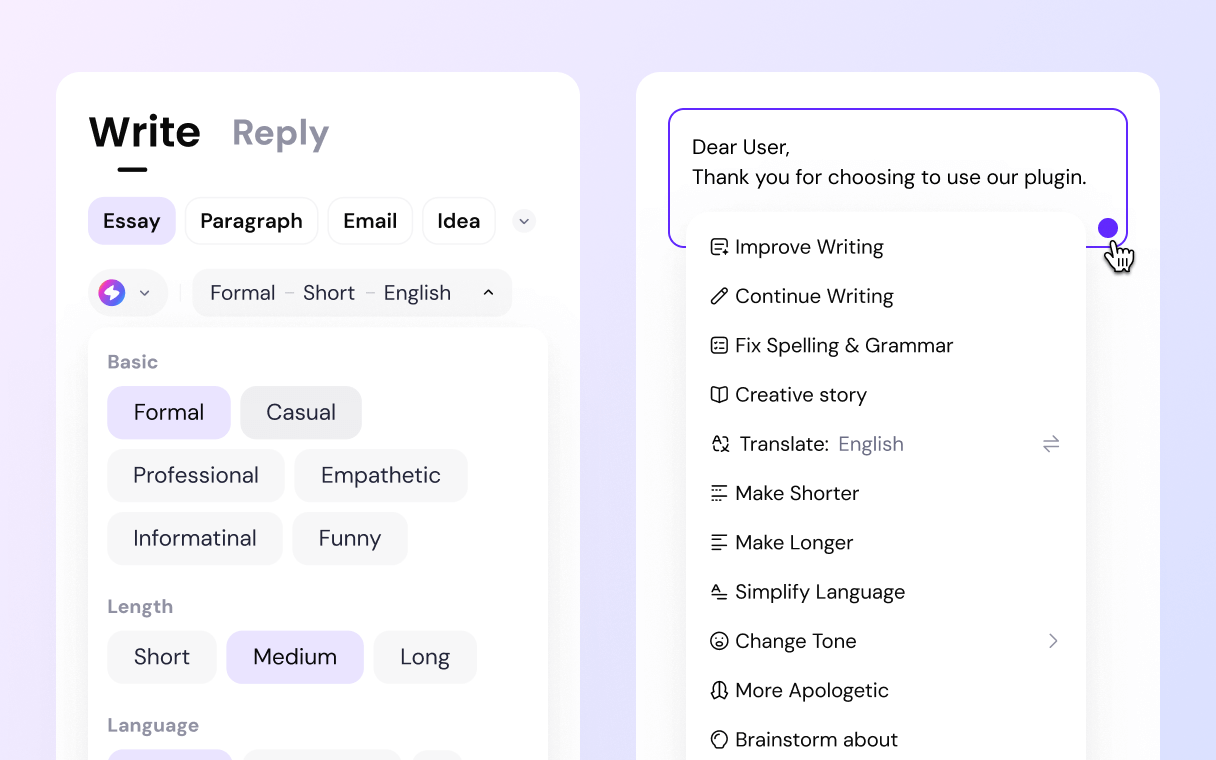 Write Reply
Essay Paragraph Email Idea
Formal – Short – English
Basic
Formal Casual
Professional Empathetic
Informatinal Funny
Length
Short Medium Long
Language
Dear User,
Thank you for choosing to use our plugin.
Improve Writing
Continue Writing
Fix Spelling & Grammar
Creative story
Translate: English
Make Shorter
Make Longer
Simplify Language
Change Tone
More Apologetic
Brainstorm about